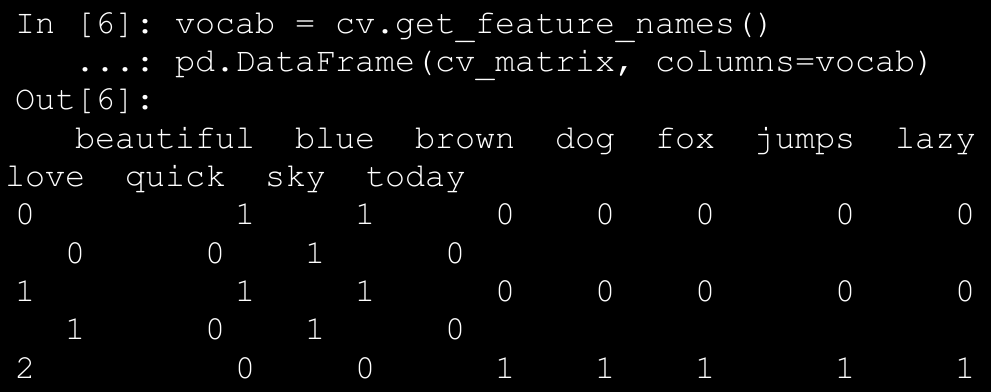 In [6]: vocab = cv.get_feature_names()
...: pd.DataFrame(cv_matrix, columns=vocab)
Out[6]:
beautiful blue brown dog fox jumps lazy
love quick sky today
0 1 1 0 0 0 0 0
0 0 1 0
1 1 1 0 0 0 0 0
1 0 1 0
2 0 0 1 1 1 1 1